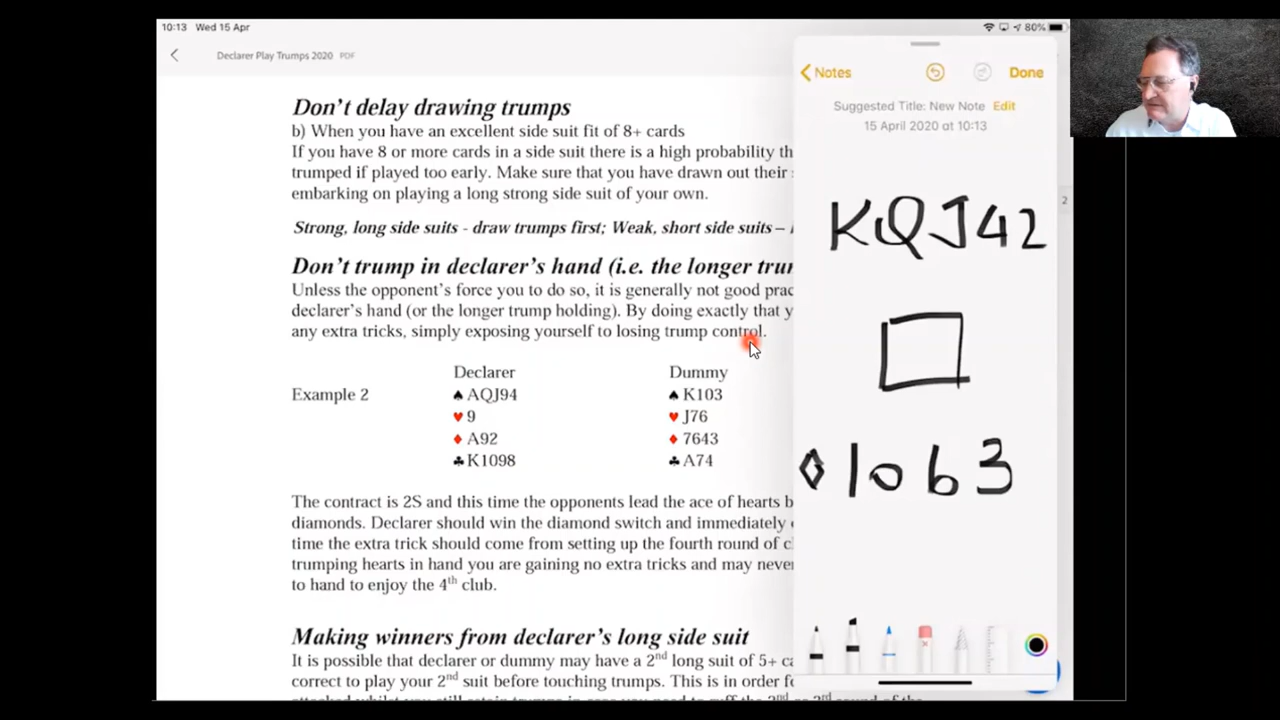 10:13 Wed 15 Apr
80%
Declarer Play Trumps 2020 PDF
Don't delay drawing trumps
b) When you have an excellent side suit fit of 8+ cards
If you have 8 or more cards in a side suit there is a high probability
trumped if played too early. Make sure that you have drawn out their
embarking on playing a long strong side suit of your own.
Strong, long side suits - draw trumps first; Weak, short side suits –
Don't trump in declarer's hand (i.e. the longer
Unless the opponent's force you to do so, it is generally not good
declarer's hand (or the longer trump holding). By doing exactly that
any extra tricks, simply exposing yourself to losing trump control.
Declarer Dummy
Example 2 ♠ AQJ94 ♠ K103
♥ 9 ♥ J76
♦ A92 ♦ 7643
♣ K1098 ♣ A74
The contract is 2S and this time the opponents lead the ace of hearts
diamonds. Declarer should win the diamond switch and immediately
time the extra trick should come from setting up the fourth round of
trumping hearts in hand you are gaining no extra tricks and may never
to hand to enjoy the 4th club.
Making winners from declarer's long side suit
It is possible that declarer or dummy may have a 2nd long suit of 5+
correct to play your 2nd suit before touching trumps. This is in order
Notes Done
Suggested Title: New Note Edit
15 April 2020 at 10:13
KQJ42
♦ 10 6 3
2